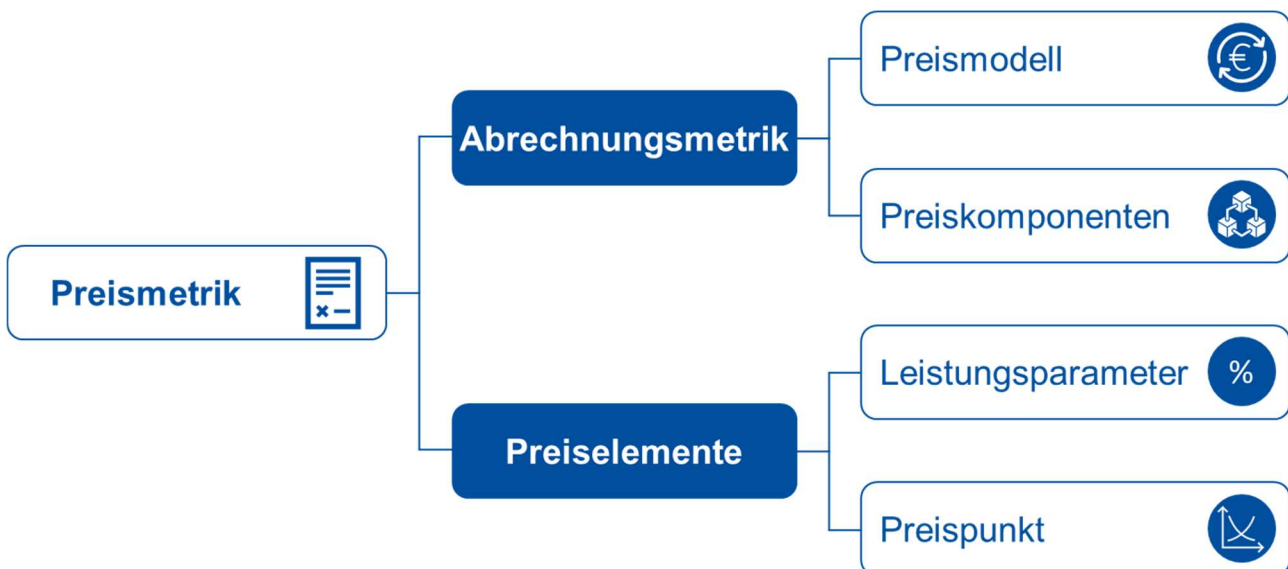 Preismetrik
Abrechnungsmetrik
Preismodell
€
Preiskomponenten
Preiselemente
Leistungsparameter
%
Preispunkt